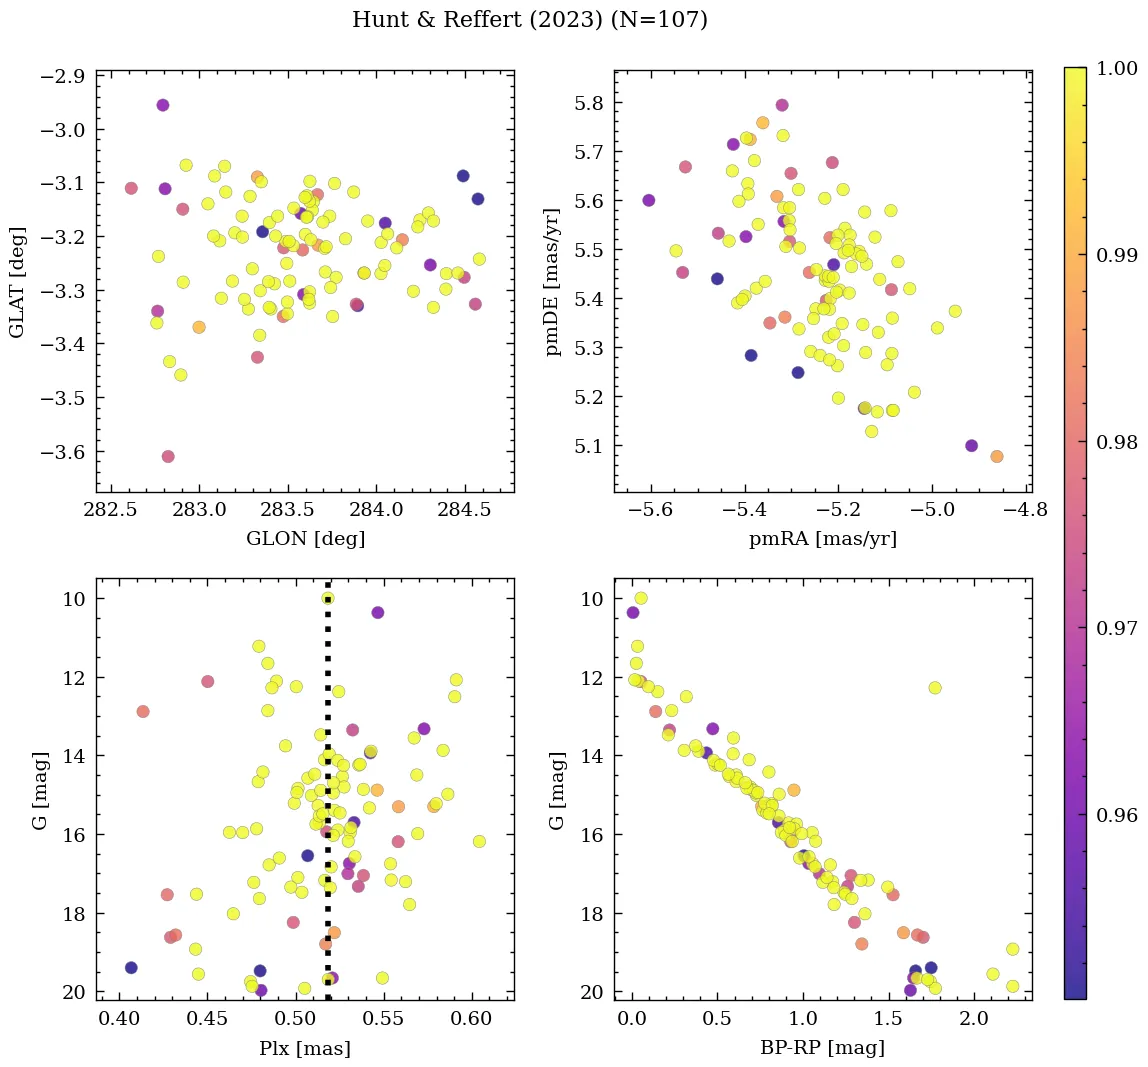 Hunt & Reffert (2023) (N=107)
−2.9
−3.0
−3.1
−3.2
−3.3
−3.4
−3.5
−3.6
GLAT [deg]
282.5 283.0 283.5 284.0 284.5
GLON [deg]
5.8
5.7
5.6
5.5
5.4
5.3
5.2
5.1
pmDE [mas/yr]
−5.6 −5.4 −5.2 −5.0 −4.8
pmRA [mas/yr]
10
12
14
16
18
20
G [mag]
0.40 0.45 0.50 0.55 0.60
Plx [mas]
10
12
14
16
18
20
G [mag]
0.0 0.5 1.0 1.5 2.0
BP-RP [mag]
1.00
0.99
0.98
0.97
0.96